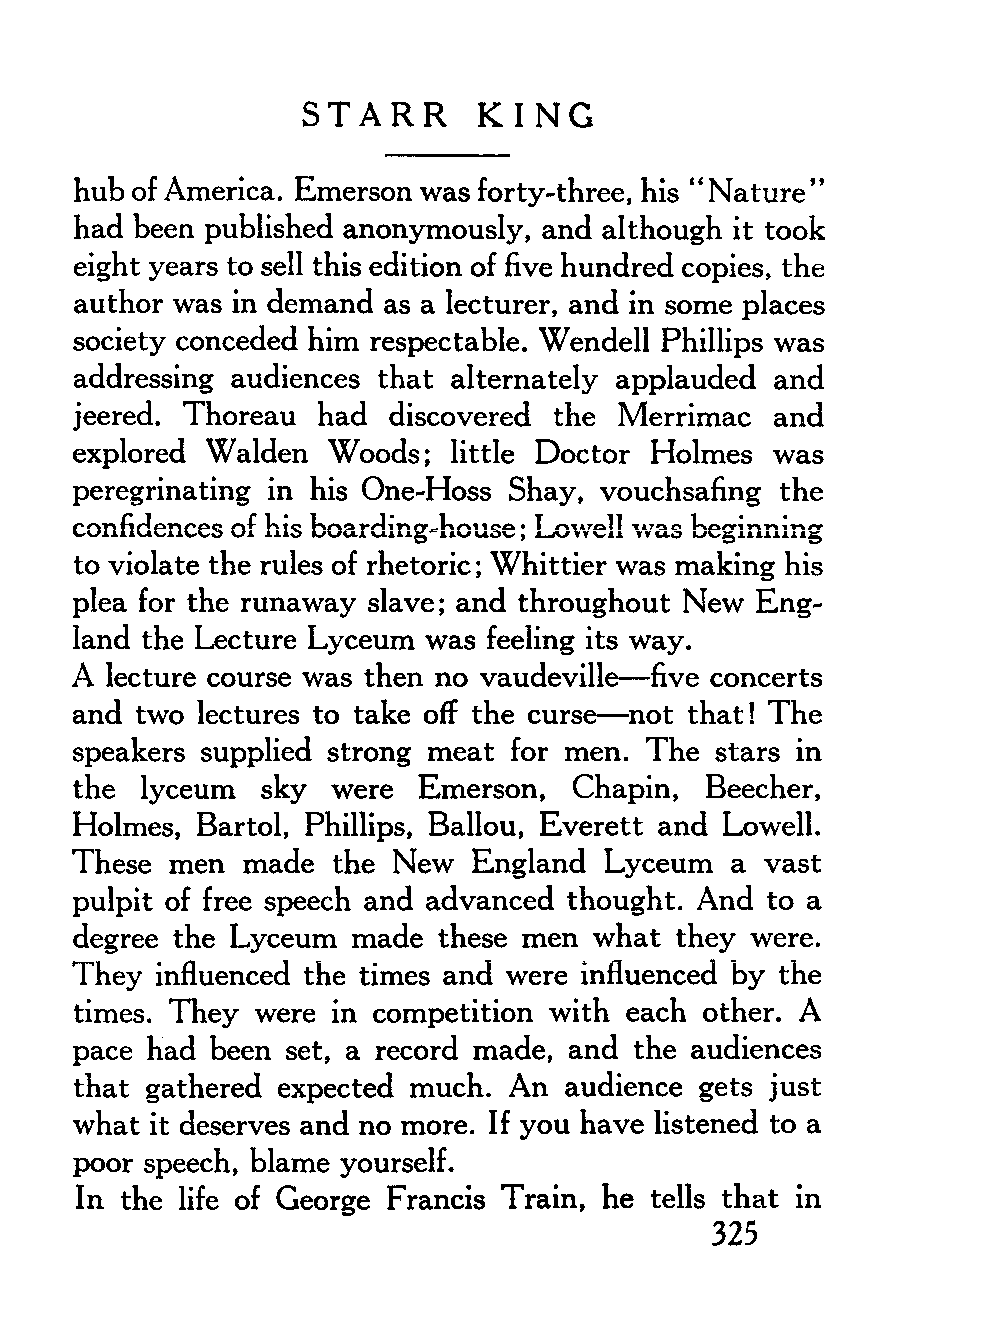 STARR KING
hub of America. Emerson was forty-three, his "Nature"
had been published anonymously, and although it took
eight years to sell this edition of five hundred copies, the
author was in demand as a lecturer, and in some places
society conceded him respectable. Wendell Phillips was
addressing audiences that alternately applauded and
jeered. Thoreau had discovered the Merrimac and
explored Walden Woods; little Doctor Holmes was
peregrinating in his One-Hoss Shay, vouchsafing the
confidences of his boarding-house; Lowell was beginning
to violate the rules of rhetoric; Whittier was making his
plea for the runaway slave; and throughout New Eng-
land the Lecture Lyceum was feeling its way.
A lecture course was then no vaudeville—five concerts
and two lectures to take off the curse—not that! The
speakers supplied strong meat for men. The stars in
the lyceum sky were Emerson, Chapin, Beecher,
Holmes, Bartol, Phillips, Ballou, Everett and Lowell.
These men made the New England Lyceum a vast
pulpit of free speech and advanced thought. And to a
degree the Lyceum made these men what they were.
They influenced the times and were influenced by the
times. They were in competition with each other. A
pace had been set, a record made, and the audiences
that gathered expected much. An audience gets just
what it deserves and no more. If you have listened to a
poor speech, blame yourself.
In the life of George Francis Train, he tells that in
325